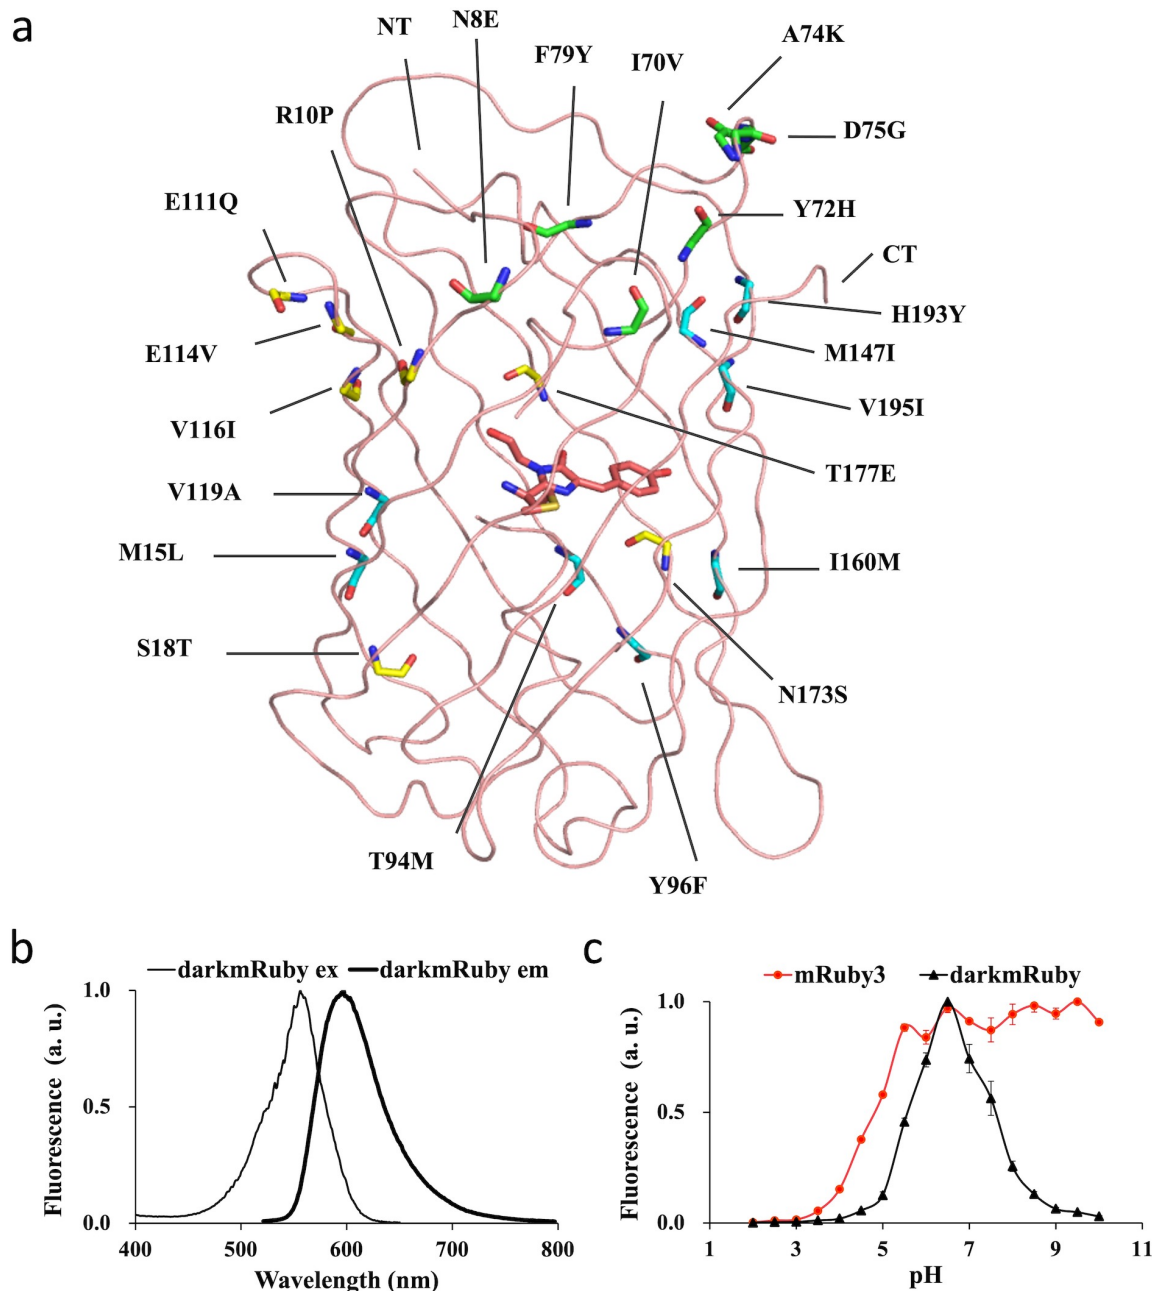 a
NT
N8E
F79Y
I70V
A74K
R10P
D75G
E111Q
Y72H
CT
H193Y
E114V
M147I
V116I
V195I
T177E
V119A
M15L
I160M
S18T
N173S
T94M
Y96F
b
darkmRuby ex
darkmRuby em
1.0
0.5
0.0
Fluorescence (a. u.)
400 500 600 700 800
Wavelength (nm)
c
mRuby3
darkmRuby
1.0
0.5
0.0
Fluorescence (a. u.)
1 3 5 7 9 11
pH